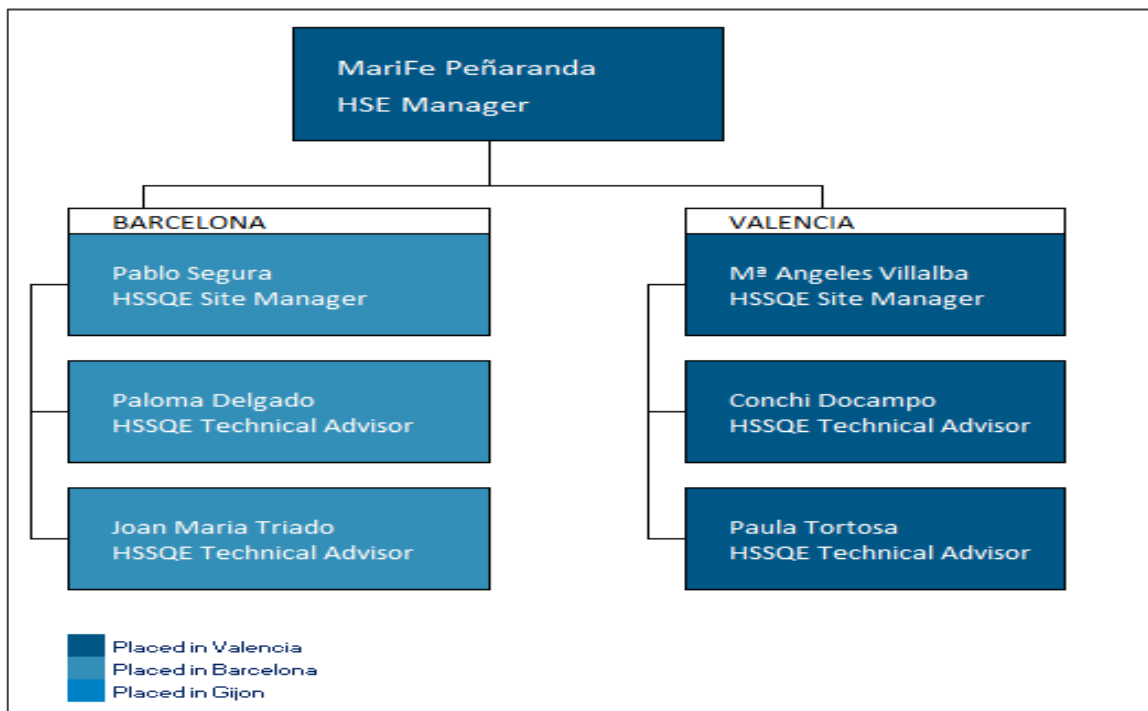 MariFe Peñaranda
HSE Manager
BARCELONA
Pablo Segura
HSSQE Site Manager
Paloma Delgado
HSSQE Technical Advisor
Joan Maria Triado
HSSQE Technical Advisor
VALENCIA
Mª Angeles Villalba
HSSQE Site Manager
Conchi Docampo
HSSQE Technical Advisor
Paula Tortosa
HSSQE Technical Advisor
Placed in Valencia
Placed in Barcelona
Placed in Gijon